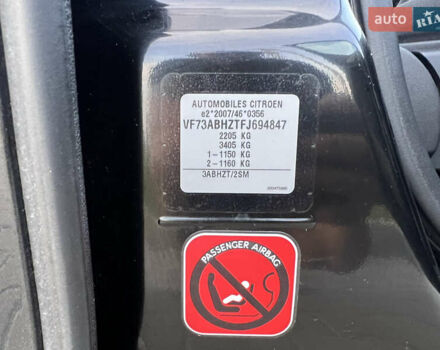 auto RIA
AUTOMOBILES CITROEN
e2*2007/46*0356
VF73ABHZTFJ694847
2205 KG
3405 KG
1-1150 KG
2-1160 KG
3ABHZT/2SM
PASSENGER AIRBAG